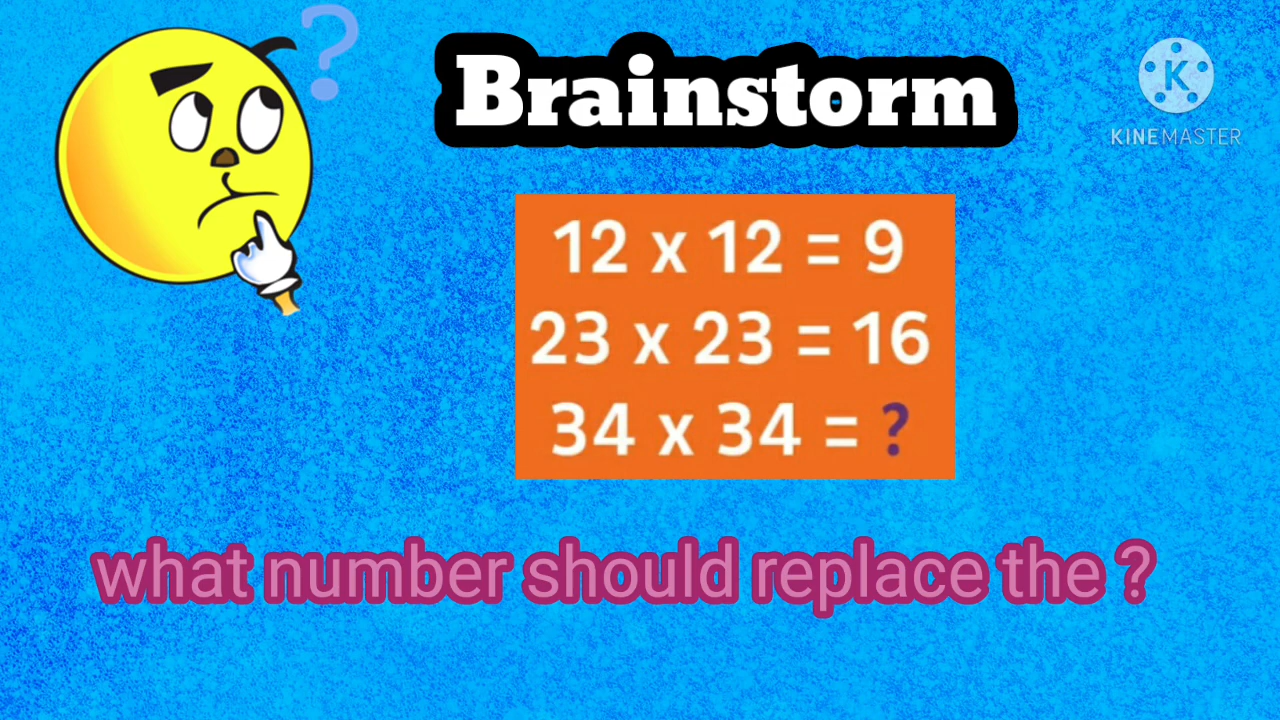 ?
Brainstorm
K
KINEMASTER
12 x 12 = 9
23 x 23 = 16
34 x 34 = ?
what number should replace the ?